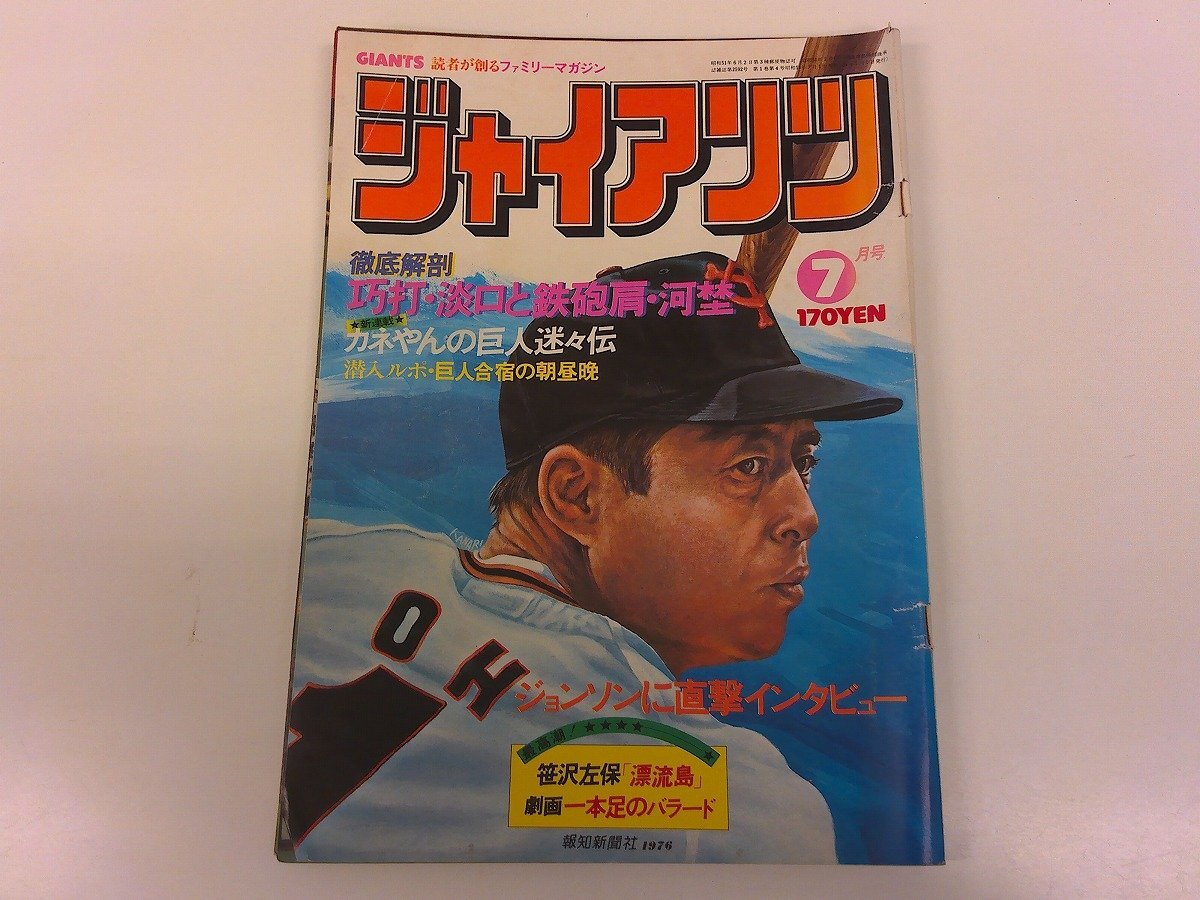 GIANTS 読者が創るファミリーマガジン
ジャイアンツ
7月号
170YEN
徹底解剖
巧打・淡口と鉄砲肩・河埜
★新連載★
カネやんの巨人迷々伝
潜入ルポ・巨人合宿の朝昼晩
KANARI
OH
1
ジョンソンに直撃インタビュー
最高潮!★★★★★
笹沢左保「漂流島」
劇画一本足のバラード
報知新聞社 1976